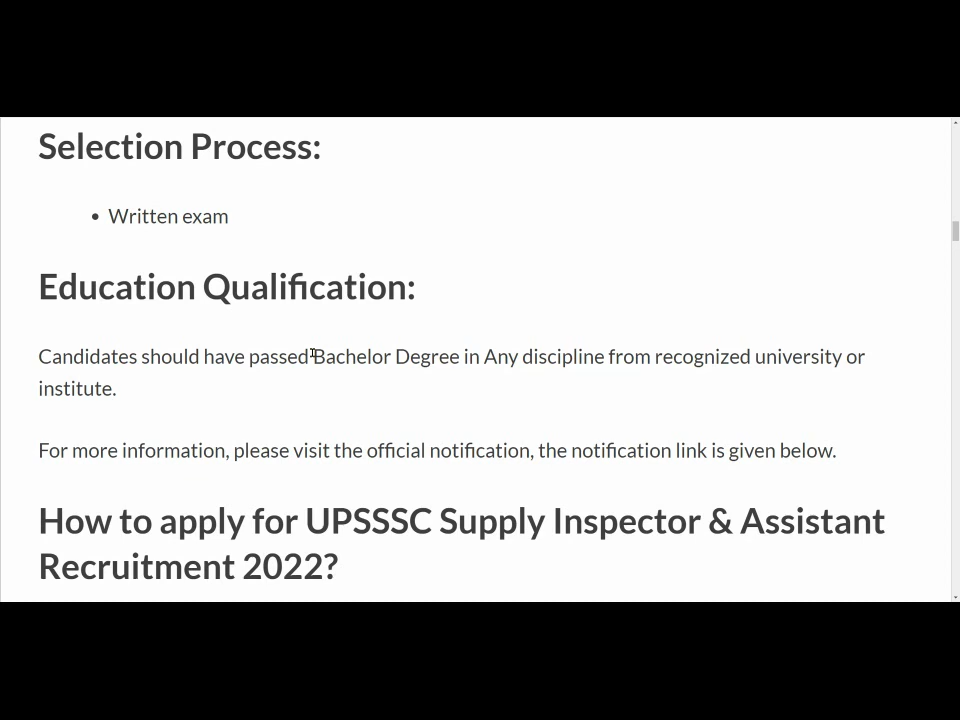 Selection Process:
• Written exam
Education Qualification:
Candidates should have passed Bachelor Degree in Any discipline from recognized university or
institute.
For more information, please visit the official notification, the notification link is given below.
How to apply for UPSSSC Supply Inspector & Assistant
Recruitment 2022?